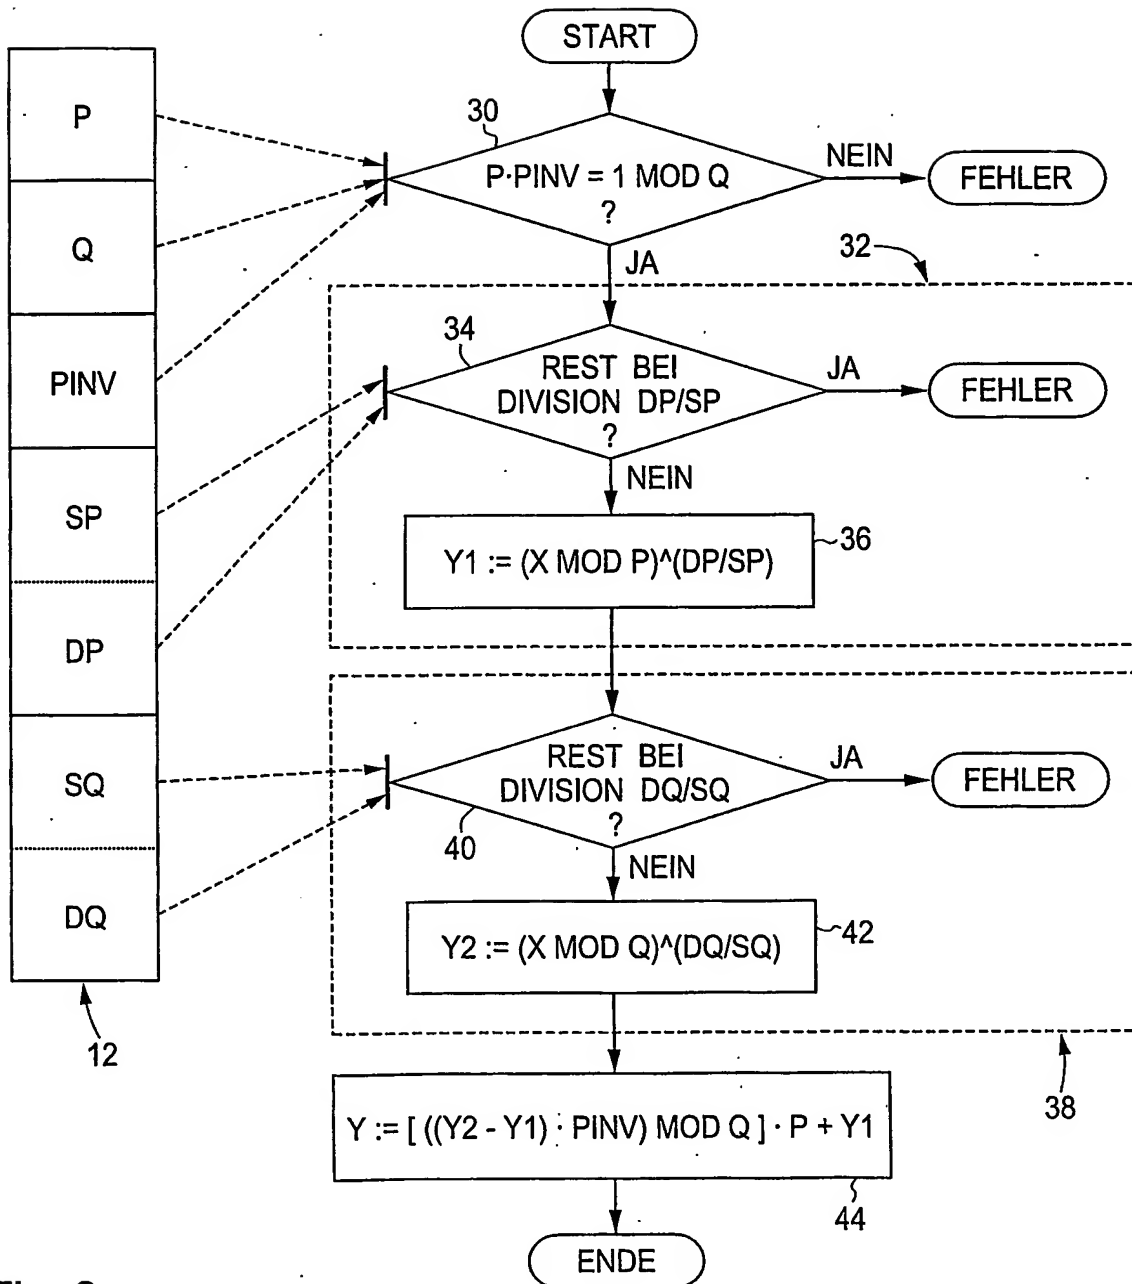 START
P
30
P·PINV = 1 MOD Q
?
NEIN
FEHLER
Q
JA
32
PINV
34
REST BEI
DIVISION DP/SP
?
JA
FEHLER
NEIN
SP
Y1 := (X MOD P)^(DP/SP)
36
DP
SQ
REST BEI
DIVISION DQ/SQ
?
JA
FEHLER
40
NEIN
DQ
Y2 := (X MOD Q)^(DQ/SQ)
42
12
38
Y := [ ((Y2 - Y1) · PINV) MOD Q ] · P + Y1
44
ENDE